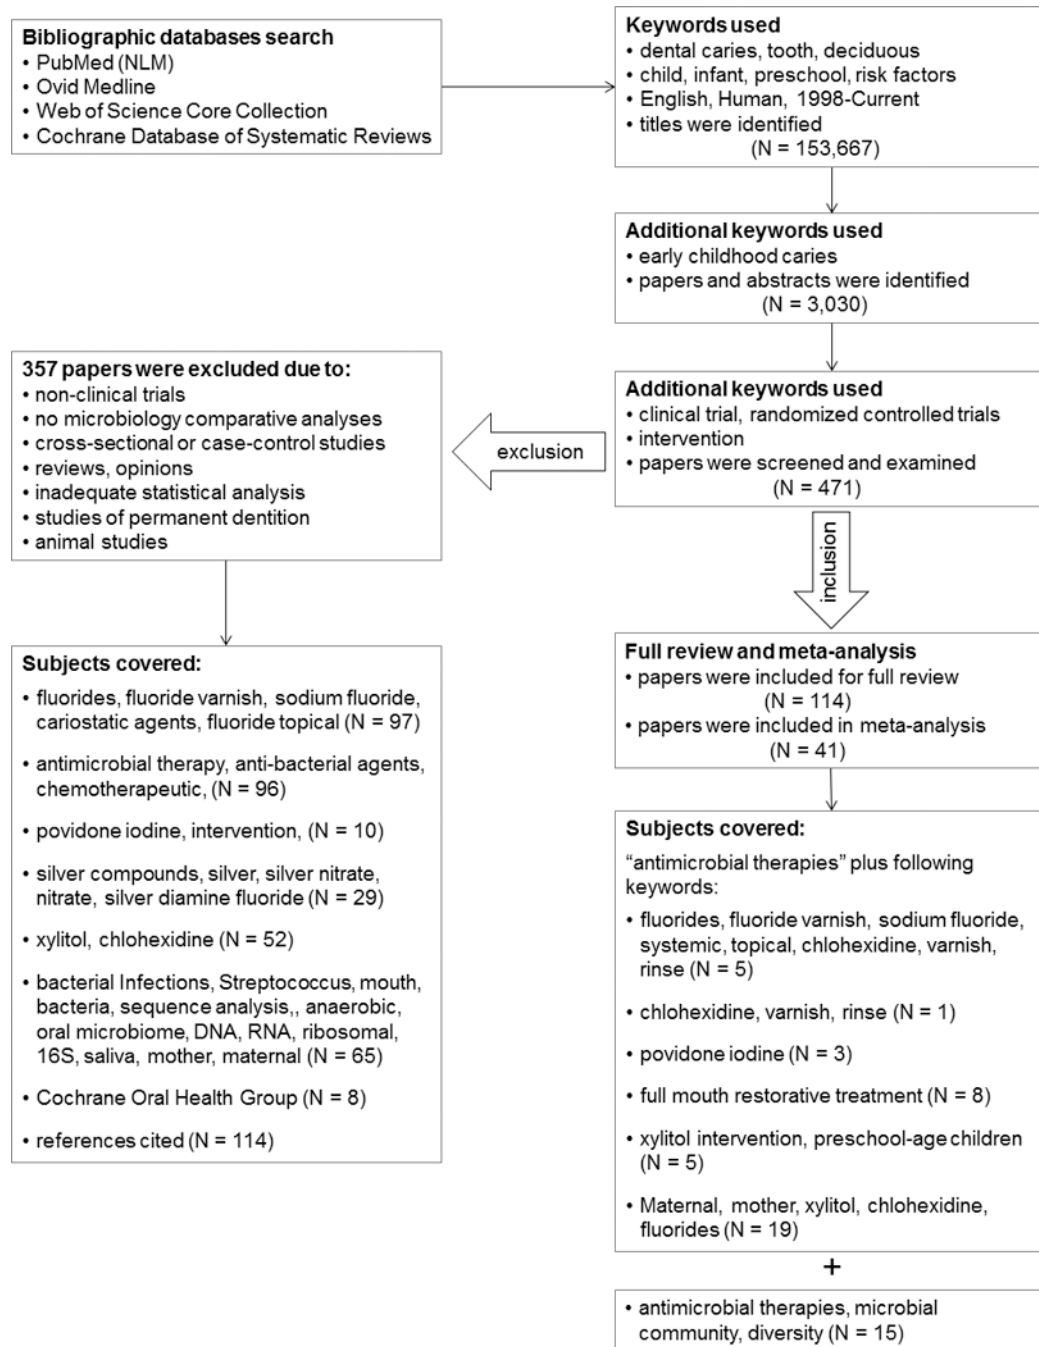 Bibliographic databases search
• PubMed (NLM)
• Ovid Medline
• Web of Science Core Collection
• Cochrane Database of Systematic Reviews
Keywords used
• dental caries, tooth, deciduous
• child, infant, preschool, risk factors
• English, Human, 1998-Current
• titles were identified
(N = 153,667)
Additional keywords used
• early childhood caries
• papers and abstracts were identified
(N = 3,030)
Additional keywords used
• clinical trial, randomized controlled trials
• intervention
• papers were screened and examined
(N = 471)
exclusion
357 papers were excluded due to:
• non-clinical trials
• no microbiology comparative analyses
• cross-sectional or case-control studies
• reviews, opinions
• inadequate statistical analysis
• studies of permanent dentition
• animal studies
inclusion
Subjects covered:
• fluorides, fluoride varnish, sodium fluoride,
cariostatic agents, fluoride topical (N = 97)
• antimicrobial therapy, anti-bacterial agents,
chemotherapeutic, (N = 96)
• povidone iodine, intervention, (N = 10)
• silver compounds, silver, silver nitrate,
nitrate, silver diamine fluoride (N = 29)
• xylitol, chlohexidine (N = 52)
• bacterial Infections, Streptococcus, mouth,
bacteria, sequence analysis,, anaerobic,
oral microbiome, DNA, RNA, ribosomal,
16S, saliva, mother, maternal (N = 65)
• Cochrane Oral Health Group (N = 8)
• references cited (N = 114)
Full review and meta-analysis
• papers were included for full review
(N = 114)
• papers were included in meta-analysis
(N = 41)
Subjects covered:
“antimicrobial therapies” plus following
keywords:
• fluorides, fluoride varnish, sodium fluoride,
systemic, topical, chlohexidine, varnish,
rinse (N = 5)
• chlohexidine, varnish, rinse (N = 1)
• povidone iodine (N = 3)
• full mouth restorative treatment (N = 8)
• xylitol intervention, preschool-age children
(N = 5)
• Maternal, mother, xylitol, chlohexidine,
fluorides (N = 19)
+
• antimicrobial therapies, microbial
community, diversity (N = 15)